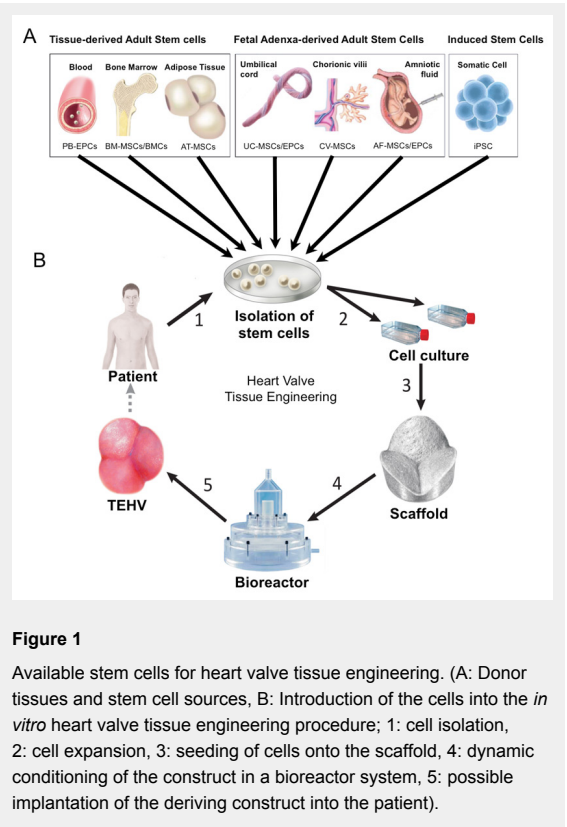 A
Tissue-derived Adult Stem cells
Fetal Adenxa-derived Adult Stem Cells
Induced Stem Cells
Blood
Bone Marrow
Adipose Tissue
Umbilical
cord
Chorionic vilii
Amniotic
fluid
Somatic Cell
PB-EPCs
BM-MSCs/BMCs
AT-MSCs
UC-MSCs/EPCs
CV-MSCs
AF-MSCs/EPCs
iPSC
B
Isolation of
stem cells
1
2
Cell culture
Patient
Heart Valve
Tissue Engineering
3
TEHV
5
4
Scaffold
Bioreactor
Figure 1
Available stem cells for heart valve tissue engineering. (A: Donor
tissues and stem cell sources, B: Introduction of the cells into the in
vitro heart valve tissue engineering procedure; 1: cell isolation,
2: cell expansion, 3: seeding of cells onto the scaffold, 4: dynamic
conditioning of the construct in a bioreactor system, 5: possible
implantation of the deriving construct into the patient).